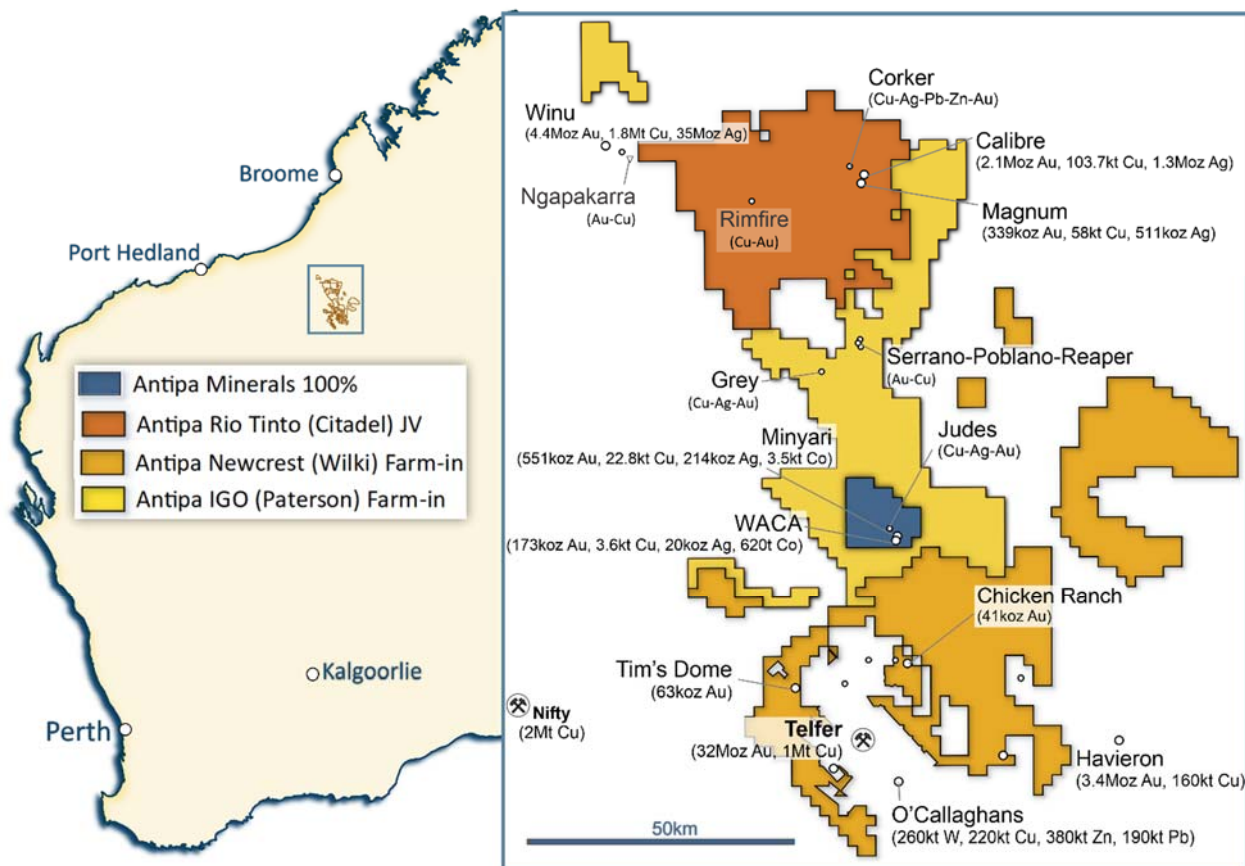 Broome
Port Hedland
Kalgoorlie
Perth
Antipa Minerals 100%
Antipa Rio Tinto (Citadel) JV
Antipa Newcrest (Wilki) Farm-in
Antipa IGO (Paterson) Farm-in
Corker
(Cu-Ag-Pb-Zn-Au)
Winu
(4.4Moz Au, 1.8Mt Cu, 35Moz Ag)
Calibre
(2.1Moz Au, 103.7kt Cu, 1.3Moz Ag)
Ngapakarra
(Au-Cu)
Rimfire
(Cu-Au)
Magnum
(339koz Au, 58kt Cu, 511koz Ag)
Serrano-Poblano-Reaper
(Au-Cu)
Grey
(Cu-Ag-Au)
Judes
(Cu-Ag-Au)
Minyari
(551koz Au, 22.8kt Cu, 214koz Ag, 3.5kt Co)
WACA
(173koz Au, 3.6kt Cu, 20koz Ag, 620t Co)
Chicken Ranch
(41koz Au)
Tim's Dome
(63koz Au)
Nifty
(2Mt Cu)
Telfer
(32Moz Au, 1Mt Cu)
Havieron
(3.4Moz Au, 160kt Cu)
O'Callaghans
(260kt W, 220kt Cu, 380kt Zn, 190kt Pb)
50km